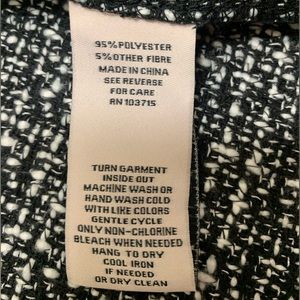 95% POLYESTER
5% OTHER FIBRE
MADE IN CHINA
SEE REVERSE
FOR CARE
RN 103715
TURN GARMENT
INSIDE OUT
MACHINE WASH OR
HAND WASH COLD
WITH LIKE COLORS
GENTLE CYCLE
ONLY NON-CHLORINE
BLEACH WHEN NEEDED
HANG TO DRY
COOL IRON
IF NEEDED
OR DRY CLEAN